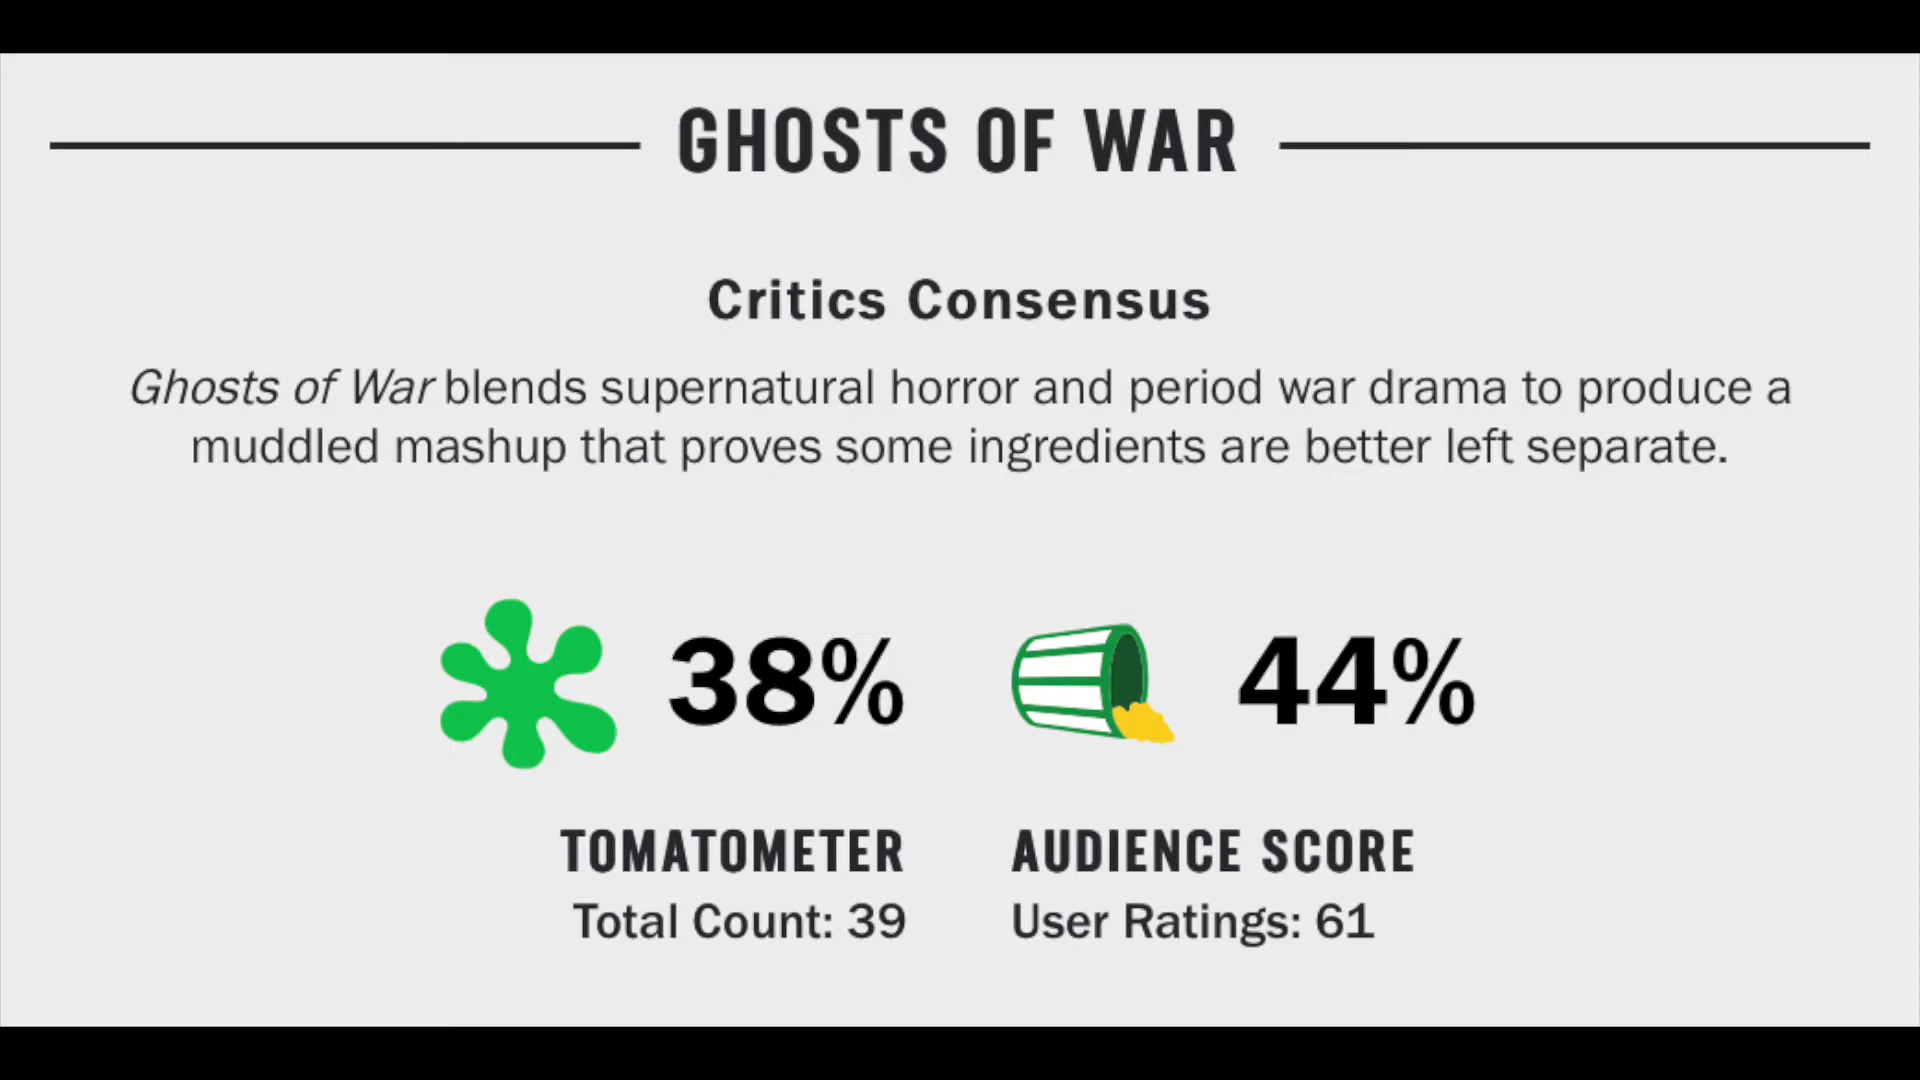 GHOSTS OF WAR
Critics Consensus
Ghosts of War blends supernatural horror and period war drama to produce a
muddled mashup that proves some ingredients are better left separate.
38% 44%
TOMATOMETER AUDIENCE SCORE
Total Count: 39 User Ratings: 61